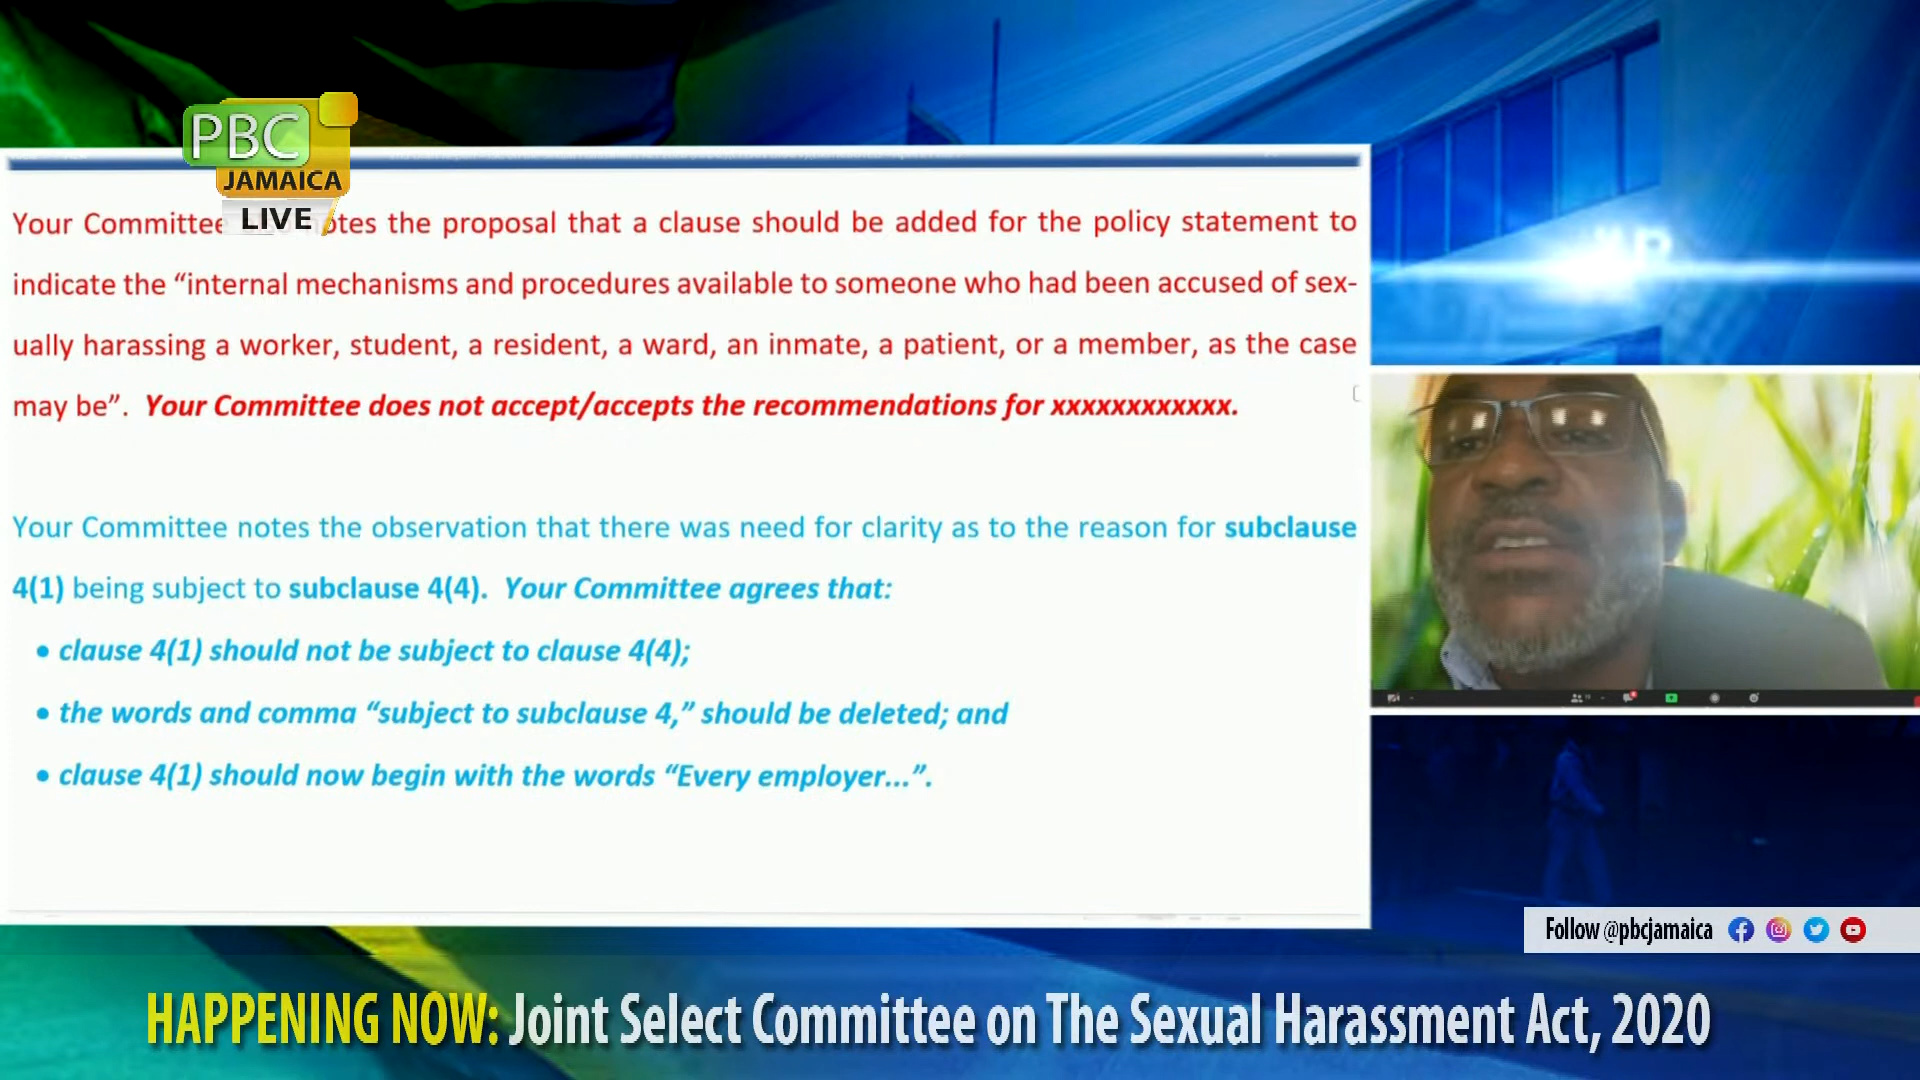 PBC
JAMAICA
LIVE
Your Committee notes the proposal that a clause should be added for the policy statement to
indicate the “internal mechanisms and procedures available to someone who had been accused of sex-
ually harassing a worker, student, a resident, a ward, an inmate, a patient, or a member, as the case
may be”. Your Committee does not accept/accepts the recommendations for xxxxxxxxxxxx.
Your Committee notes the observation that there was need for clarity as to the reason for subclause
4(1) being subject to subclause 4(4). Your Committee agrees that:
• clause 4(1) should not be subject to clause 4(4);
• the words and comma “subject to subclause 4,” should be deleted; and
• clause 4(1) should now begin with the words “Every employer...”.
Follow @pbcjamaica
HAPPENING NOW: Joint Select Committee on The Sexual Harassment Act, 2020